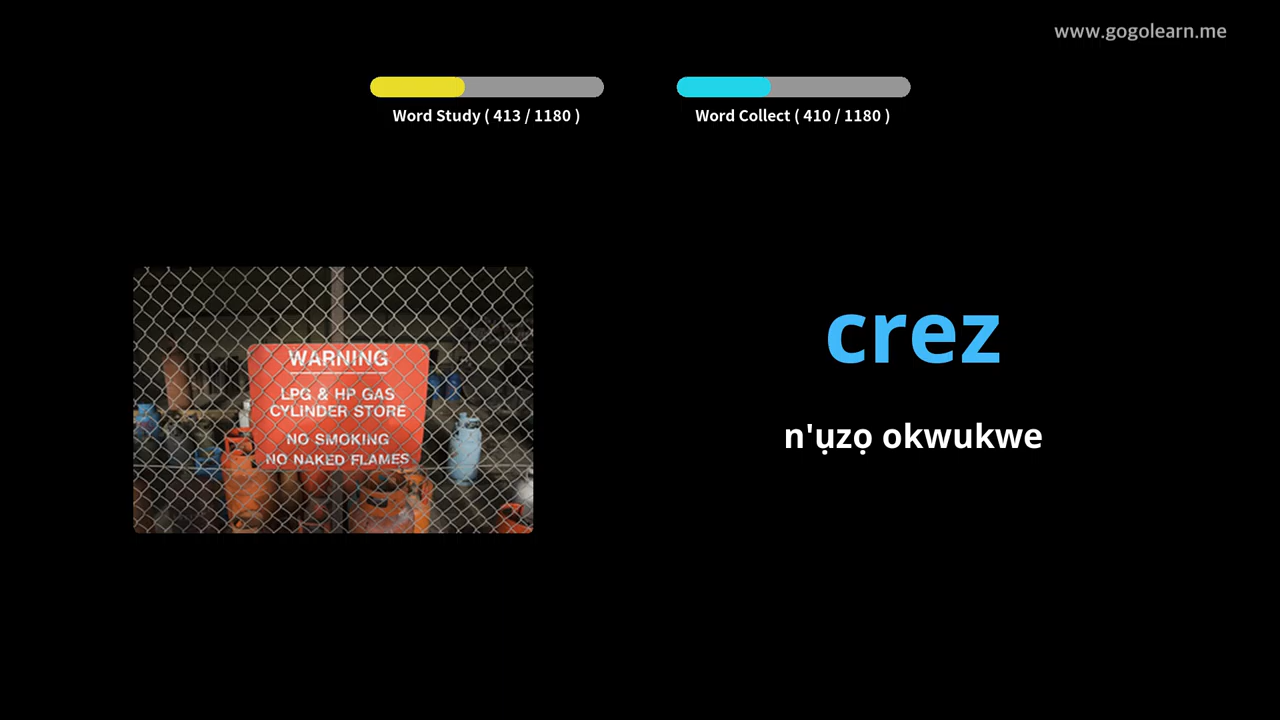 www.gogolearn.me
Word Study ( 413 / 1180 )
Word Collect ( 410 / 1180 )
WARNING
LPG & HP GAS
CYLINDER STORE
NO SMOKING
NO NAKED FLAMES
crez
n'ụzọ okwukwe